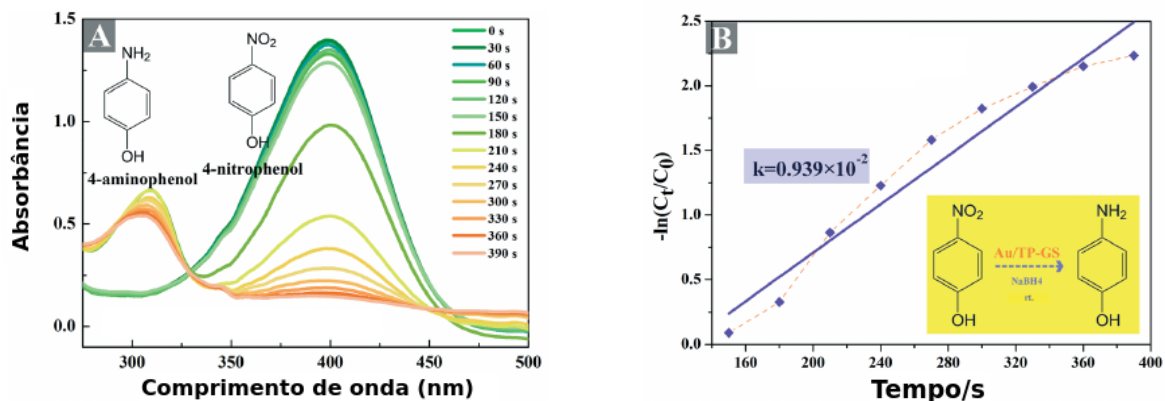 A
NH₂
OH
4-aminophenol
NO₂
OH
4-nitrophenol
0 s
30 s
60 s
90 s
120 s
150 s
180 s
210 s
240 s
270 s
300 s
330 s
360 s
390 s
Absorbância
1.5
1.0
0.5
0.0
300 350 400 450 500
Comprimento de onda (nm)
B
-ln(Cₜ/C₀)
2.5
2.0
1.5
1.0
0.5
0.0
k=0.939×10⁻²
NO₂
OH
Au/TP-GS
NaBH4
rt.
NH₂
OH
160 200 240 280 320 360 400
Tempo/s